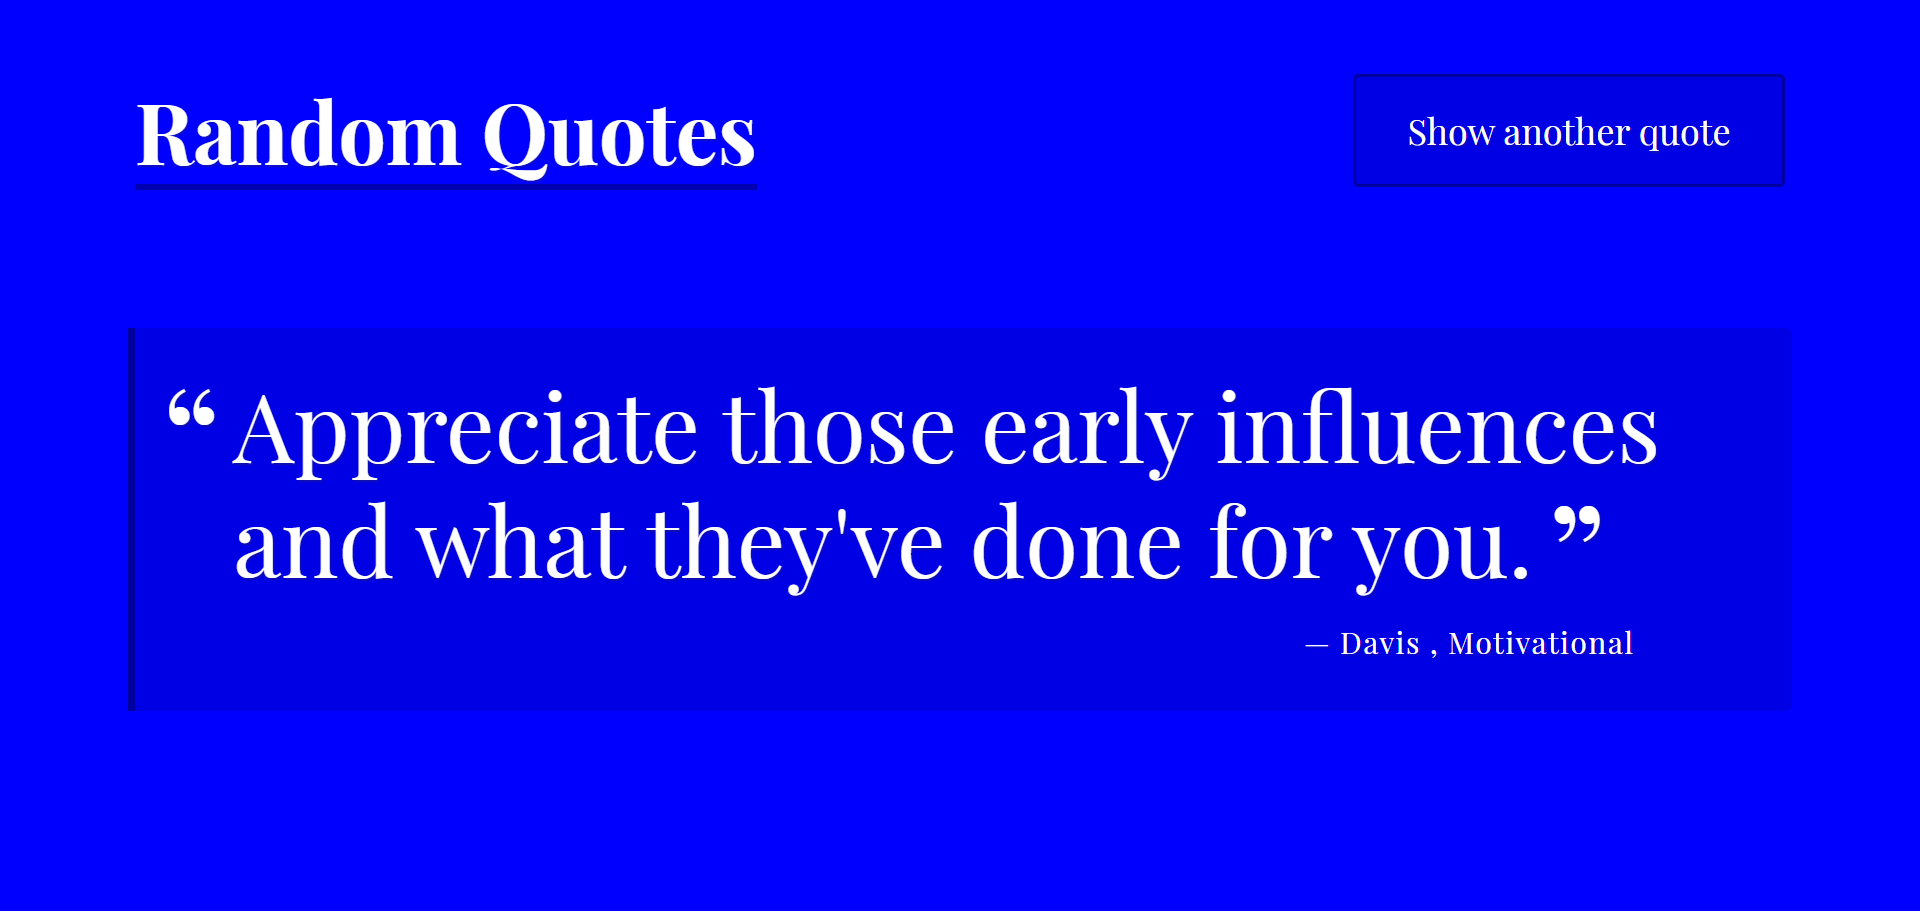 Random Quotes
Show another quote
“ Appreciate those early influences
and what they've done for you. ”
— Davis , Motivational